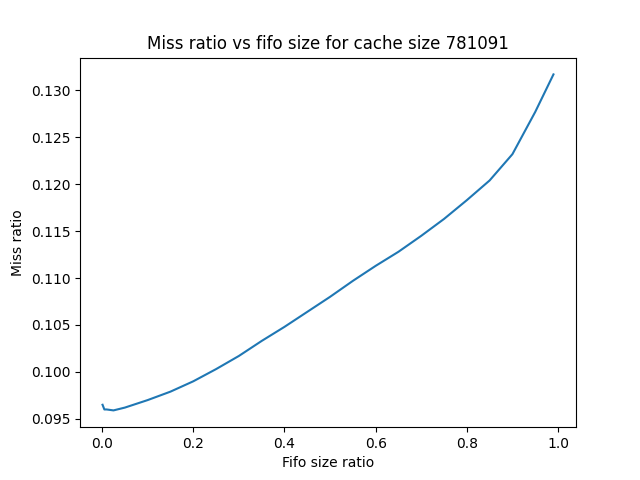 Miss ratio vs fifo size for cache size 781091
0.130
0.125
0.120
0.115
0.110
0.105
0.100
0.095
Miss ratio
0.0 0.2 0.4 0.6 0.8 1.0
Fifo size ratio